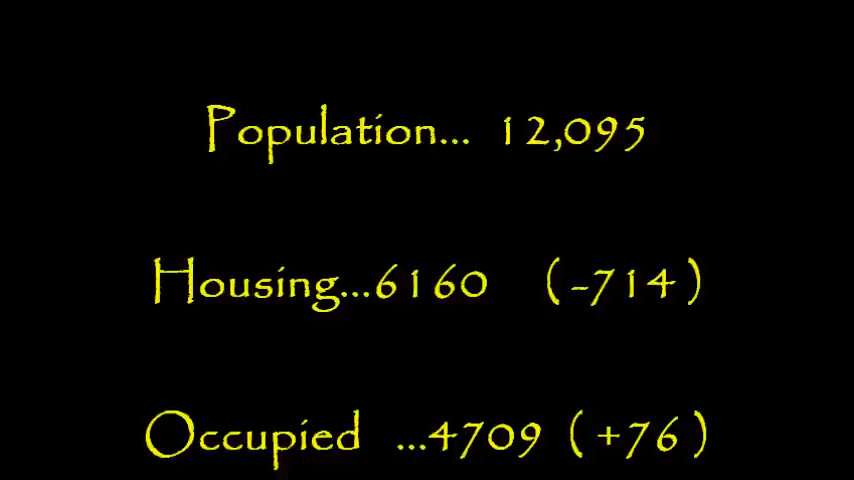 Population... 12,095
Housing...6160 (-714)
Occupied ...4709 (+76)